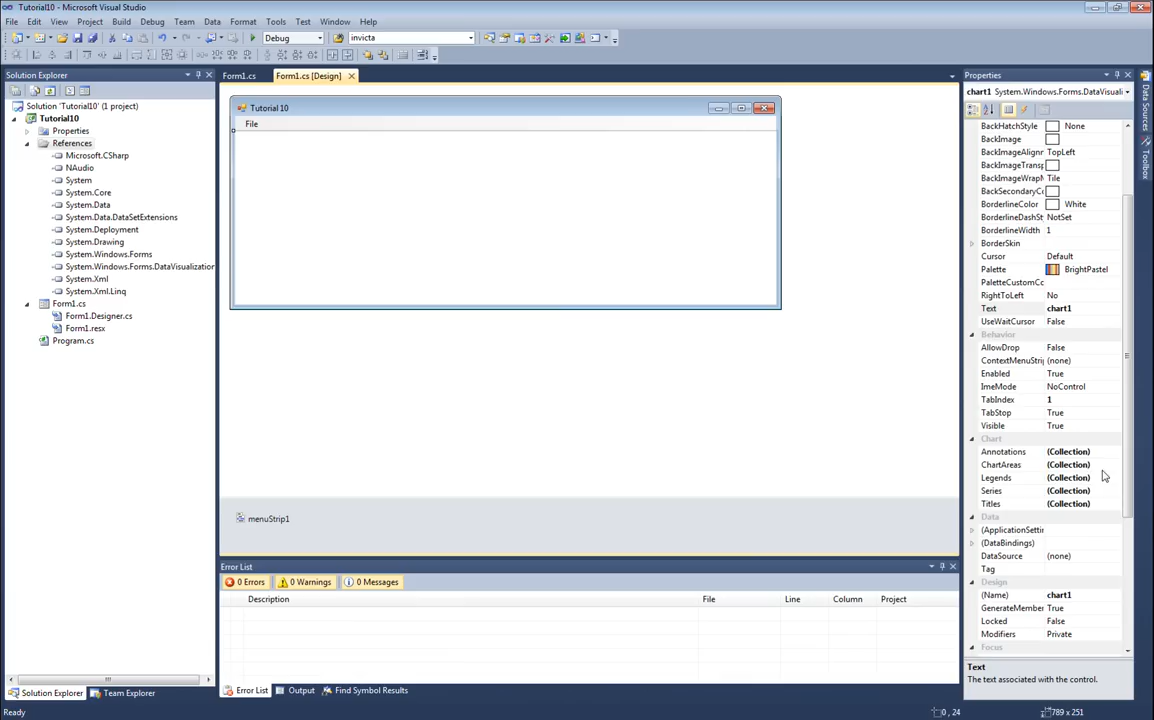 Tutorial10 - Microsoft Visual Studio
File Edit View Project Build Debug Team Data Format Tools Test Window Help
Debug invicta
Solution Explorer
Solution 'Tutorial10' (1 project)
Tutorial10
Properties
References
Microsoft.CSharp
NAudio
System
System.Core
System.Data
System.Data.DataSetExtensions
System.Deployment
System.Drawing
System.Windows.Forms
System.Windows.Forms.DataVisualization
System.Xml
System.Xml.Linq
Form1.cs
Form1.Designer.cs
Form1.resx
Program.cs
Solution Explorer Team Explorer
Form1.cs Form1.cs [Design]
Tutorial 10
File
menuStrip1
Error List
0 Errors 0 Warnings 0 Messages
Description File Line Column Project
Error List Output Find Symbol Results
Properties
chart1 System.Windows.Forms.DataVisuali
BackHatchStyle None
BackImage
BackImageAlignn TopLeft
BackImageTransp
BackImageWrapM Tile
BackSecondaryCo
BorderlineColor White
BorderlineDashSt NotSet
BorderlineWidth 1
BorderSkin
Cursor Default
Palette BrightPastel
PaletteCustomCo
RightToLeft No
Text chart1
UseWaitCursor False
Behavior
AllowDrop False
ContextMenuStrip (none)
Enabled True
ImeMode NoControl
TabIndex 1
TabStop True
Visible True
Chart
Annotations (Collection)
ChartAreas (Collection)
Legends (Collection)
Series (Collection)
Titles (Collection)
Data
(ApplicationSettin
(DataBindings)
DataSource (none)
Tag
Design
(Name) chart1
GenerateMember True
Locked False
Modifiers Private
Focus
Text
The text associated with the control.
Data Sources
Toolbox
Ready 0 , 24 789 x 251